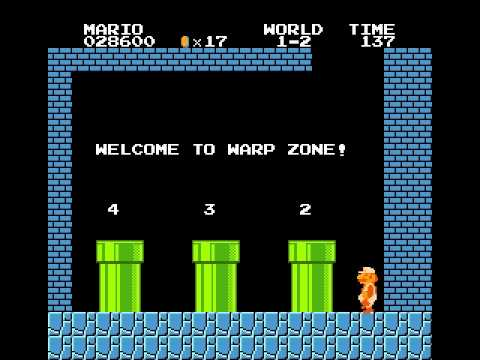 MARIO WORLD TIME
028600 ×17 1-2 137
WELCOME TO WARP ZONE!
4 3 2